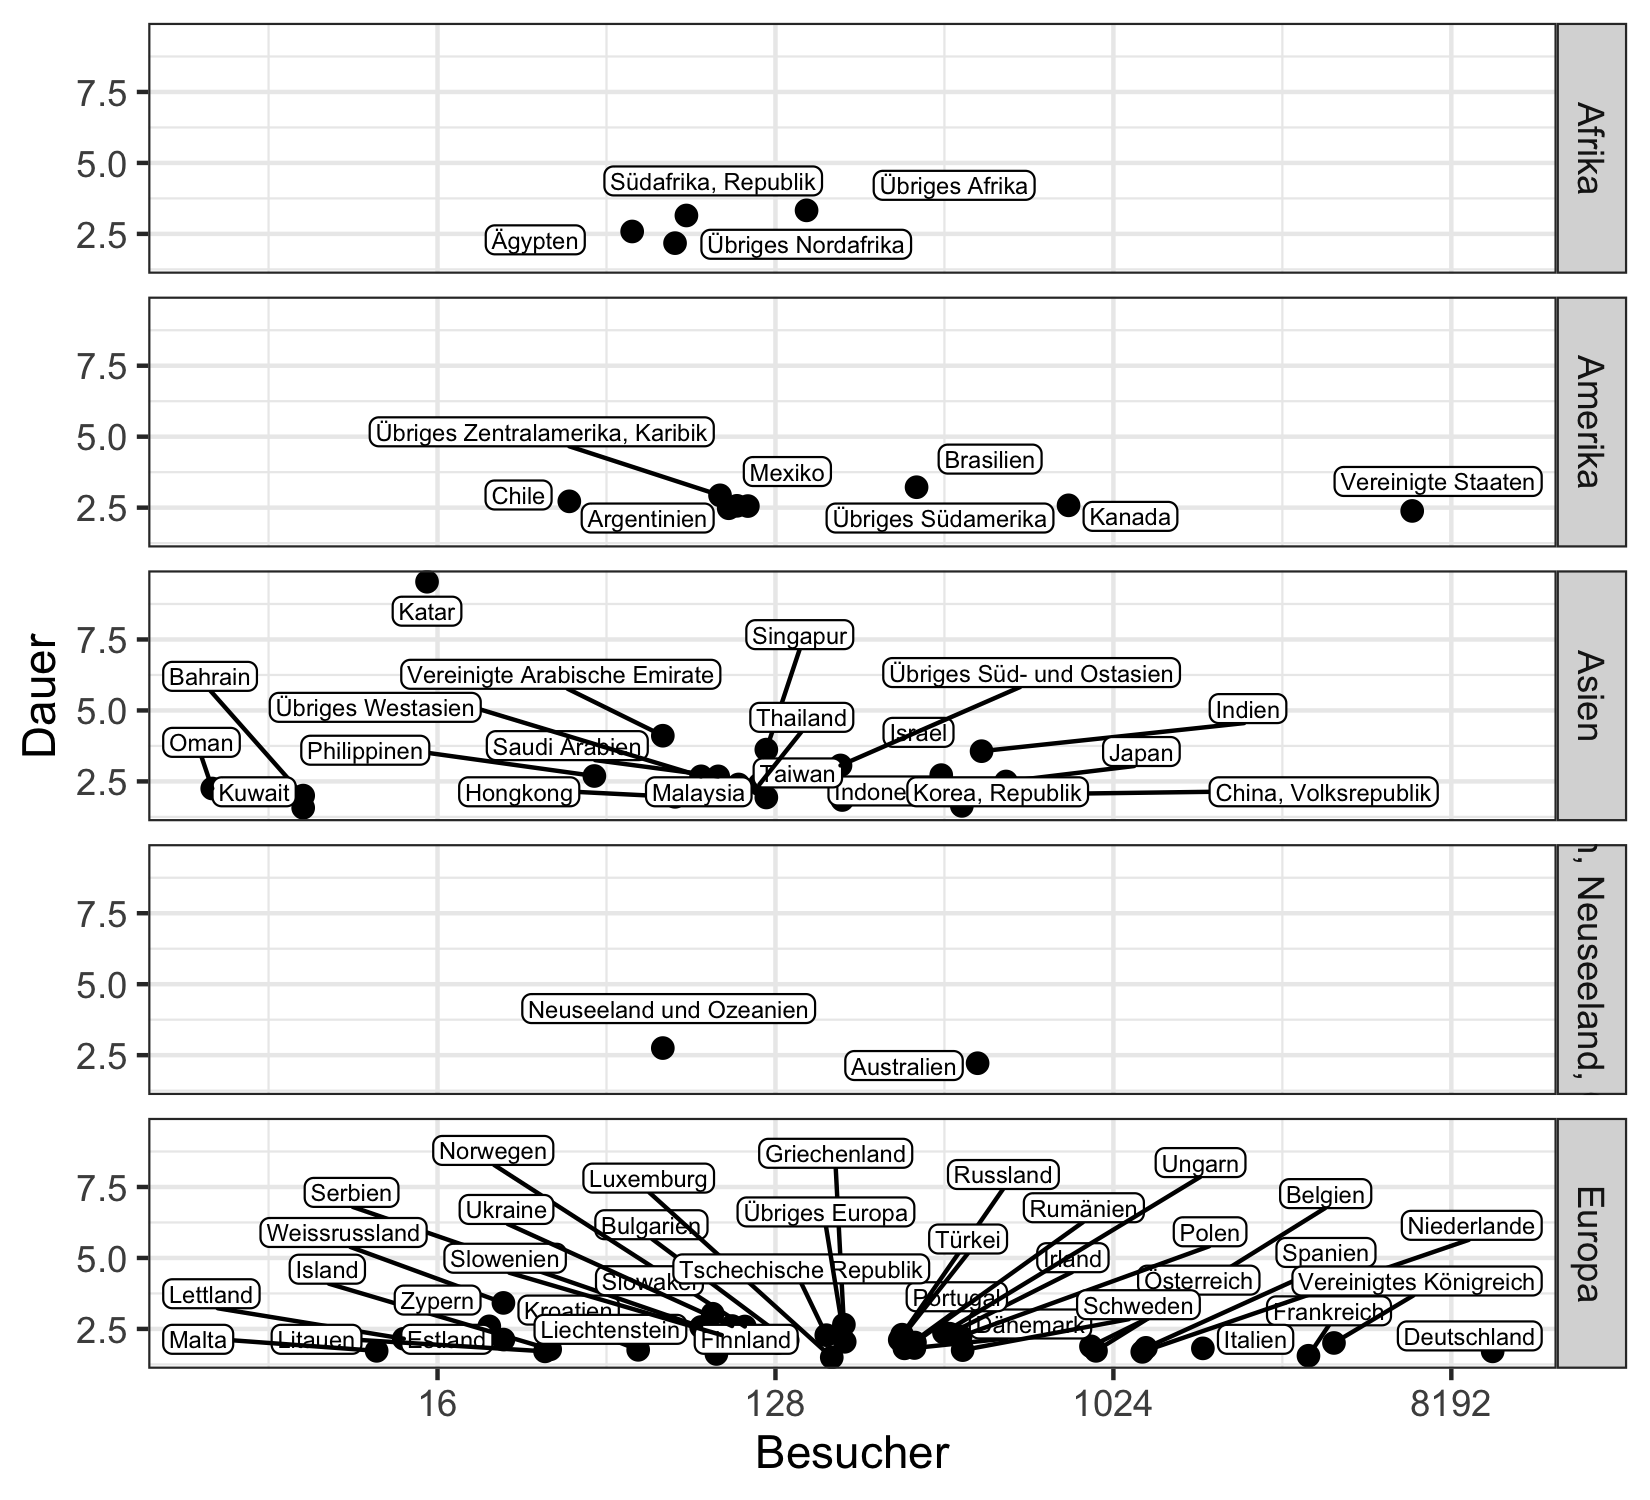 Dauer
7.5
5.0
2.5
Südafrika, Republik
Übriges Afrika
Ägypten
Übriges Nordafrika
Afrika
7.5
5.0
2.5
Übriges Zentralamerika, Karibik
Mexiko
Brasilien
Chile
Vereinigte Staaten
Argentinien
Übriges Südamerika
Kanada
Amerika
7.5
5.0
2.5
Katar
Singapur
Bahrain
Vereinigte Arabische Emirate
Übriges Süd- und Ostasien
Übriges Westasien
Thailand
Indien
Oman
Philippinen
Saudi Arabien
Israel
Japan
Taiwan
Kuwait
Hongkong
Malaysia
Indone
Korea, Republik
China, Volksrepublik
Asien
7.5
5.0
2.5
Neuseeland und Ozeanien
Australien
, Neuseeland,
7.5
5.0
2.5
Norwegen
Griechenland
Luxemburg
Russland
Ungarn
Serbien
Ukraine
Übriges Europa
Rumänien
Belgien
Weissrussland
Bulgarien
Türkei
Polen
Niederlande
Island
Slowenien
Tschechische Republik
Irland
Spanien
Slowakei
Österreich
Vereinigtes Königreich
Lettland
Zypern
Kroatien
Portugal
Schweden
Frankreich
Malta
Litauen
Estland
Liechtenstein
Finnland
Dänemark
Italien
Deutschland
Europa
16
128
1024
8192
Besucher